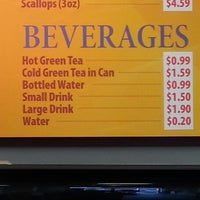 Scallops (3oz) $4.59
BEVERAGES
Hot Green Tea $0.99
Cold Green Tea in Can $1.59
Bottled Water $0.99
Small Drink $1.50
Large Drink $1.90
Water $0.20